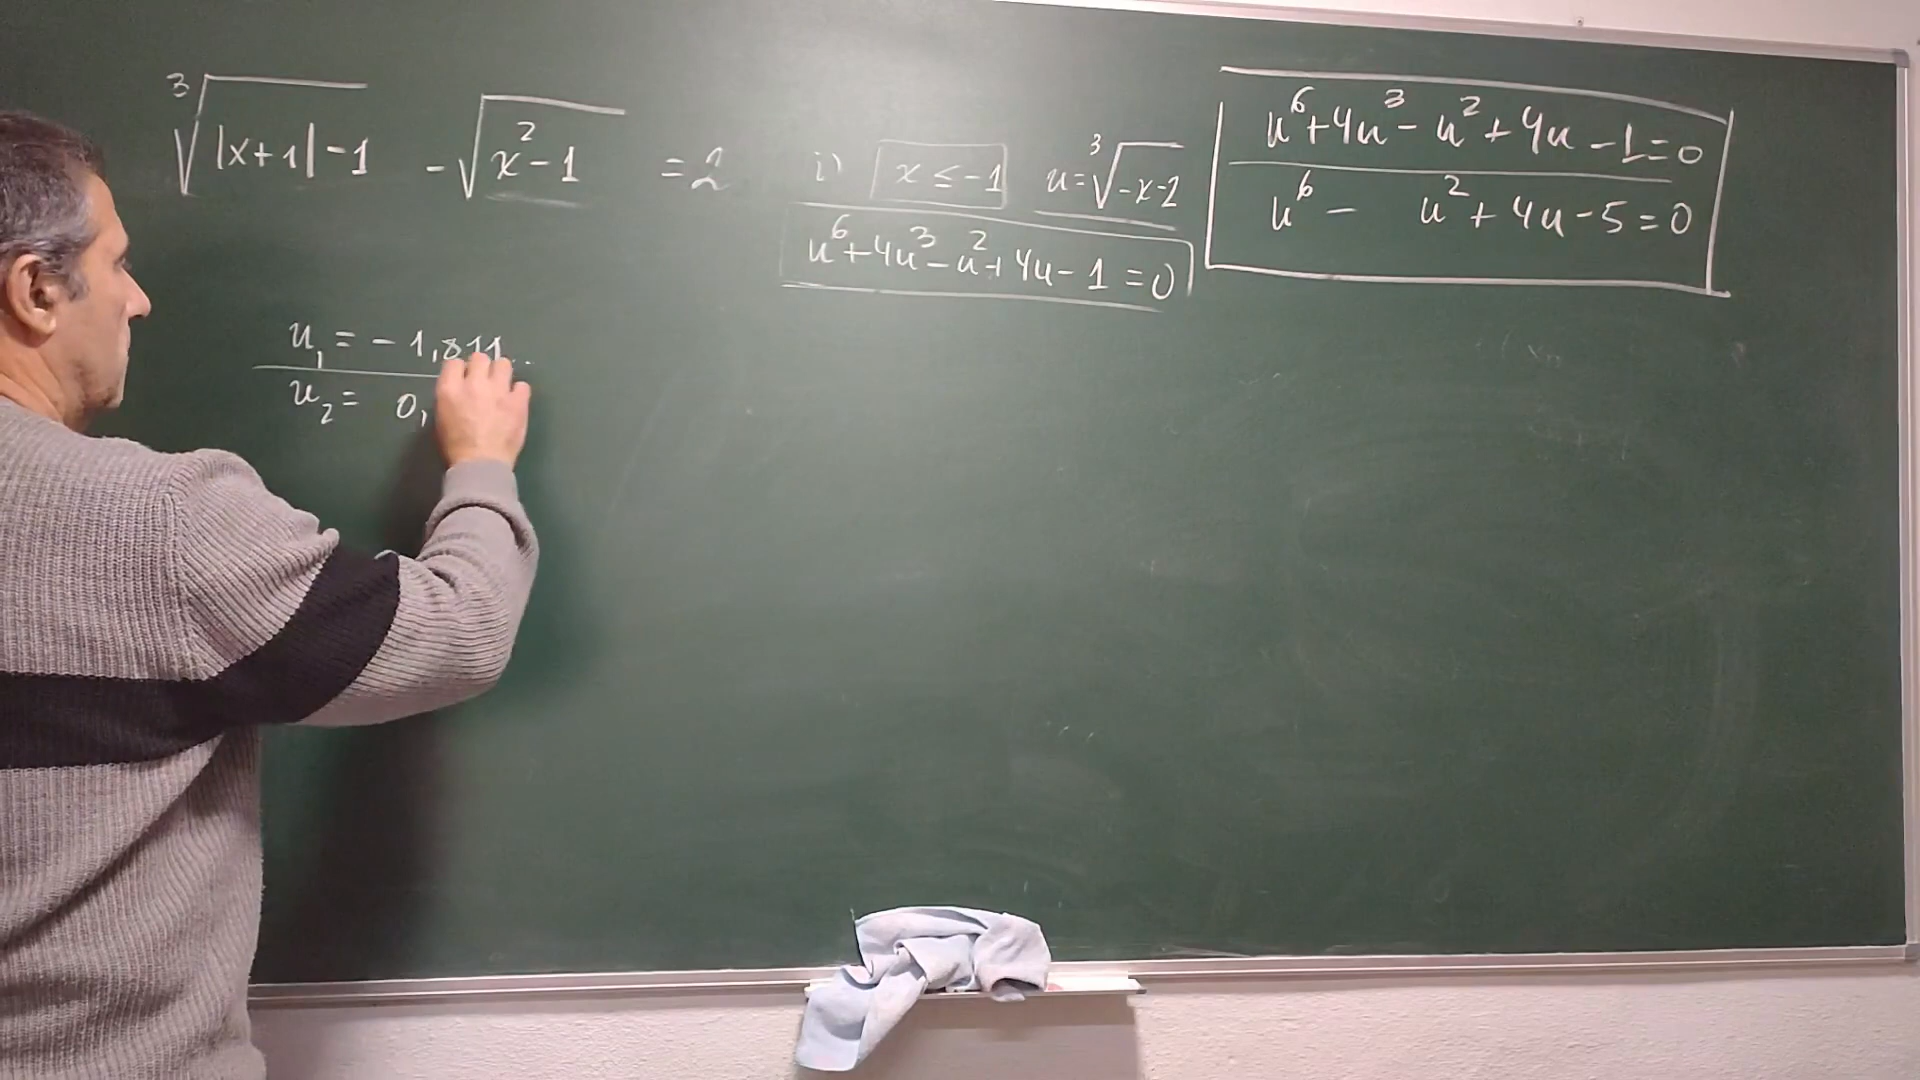 ∛(|x+1|-1) - √(x²-1) = 2
i) x ≤ -1 u = ∛(-x-2)
u⁶+4u³-u²+4u-1=0
u⁶+4u³-u²+4u-1=0
u⁶- u²+4u-5=0
u₁ = -1,811...
u₂ = 0,